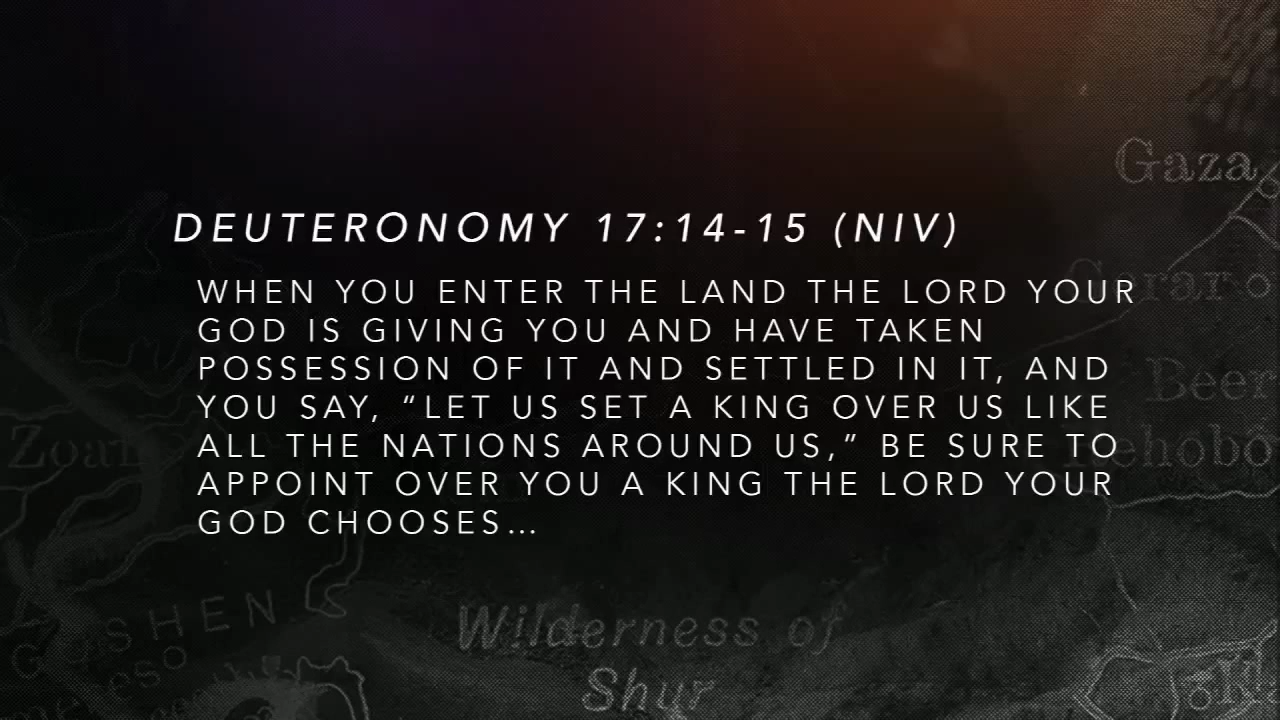 Gaza
DEUTERONOMY 17:14-15 (NIV)
WHEN YOU ENTER THE LAND THE LORD YOUR
GOD IS GIVING YOU AND HAVE TAKEN
POSSESSION OF IT AND SETTLED IN IT, AND
YOU SAY, “LET US SET A KING OVER US LIKE
ALL THE NATIONS AROUND US,” BE SURE TO
APPOINT OVER YOU A KING THE LORD YOUR
GOD CHOOSES...
Gerar
Beer
Zoan
Wilderness of
Shur